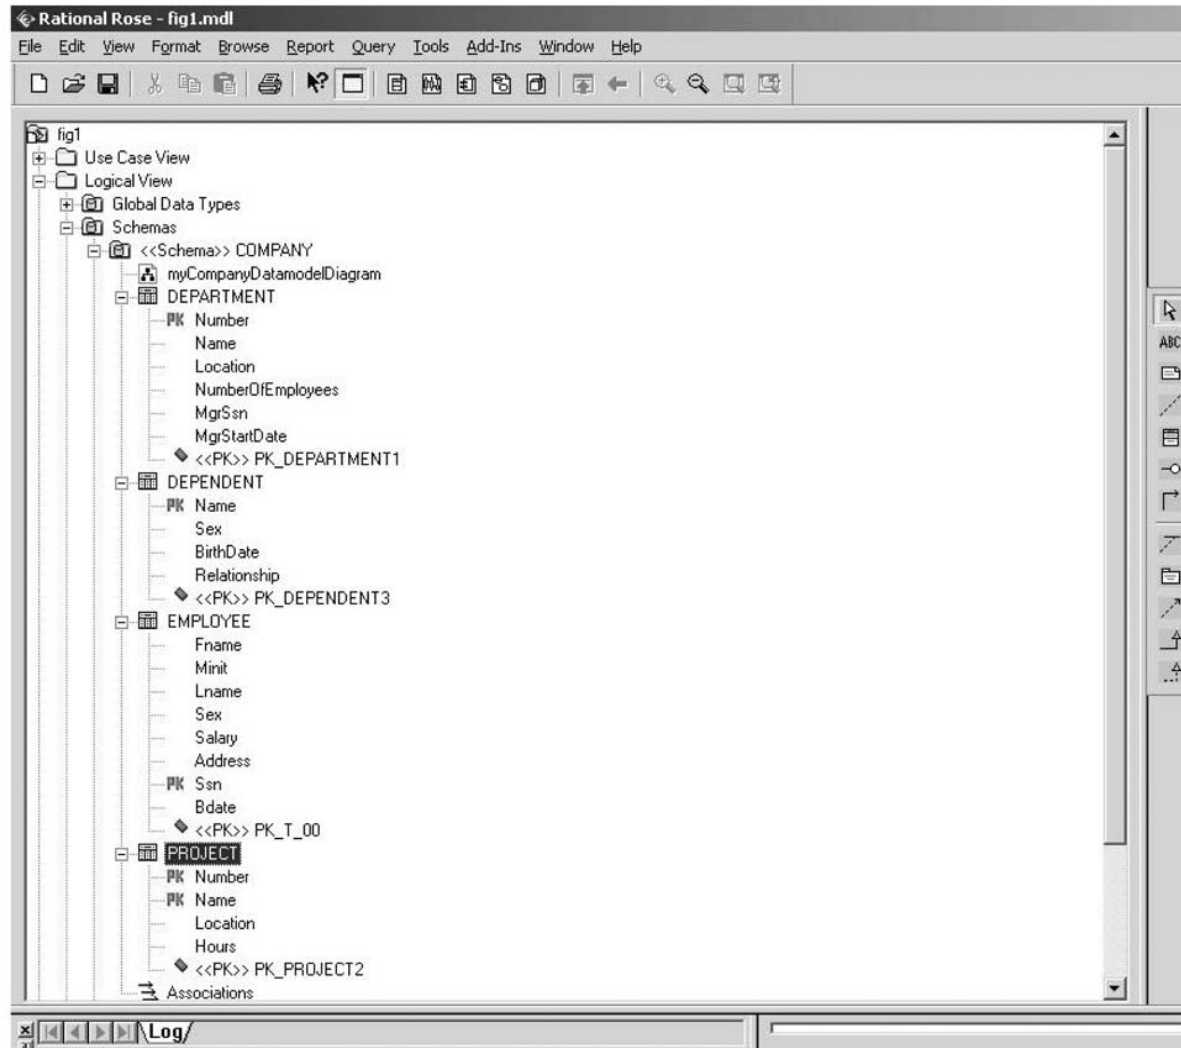 Rational Rose - fig1.mdl
File Edit View Format Browse Report Query Tools Add-Ins Window Help
fig1
Use Case View
Logical View
Global Data Types
Schemas
<<Schema>> COMPANY
myCompanyDatamodelDiagram
DEPARTMENT
PK Number
Name
Location
NumberOfEmployees
MgrSsn
MgrStartDate
<<PK>> PK_DEPARTMENT1
DEPENDENT
PK Name
Sex
BirthDate
Relationship
<<PK>> PK_DEPENDENT3
EMPLOYEE
Fname
Minit
Lname
Sex
Salary
Address
PK Ssn
Bdate
<<PK>> PK_T_00
PROJECT
PK Number
PK Name
Location
Hours
<<PK>> PK_PROJECT2
Associations
ABC
Log